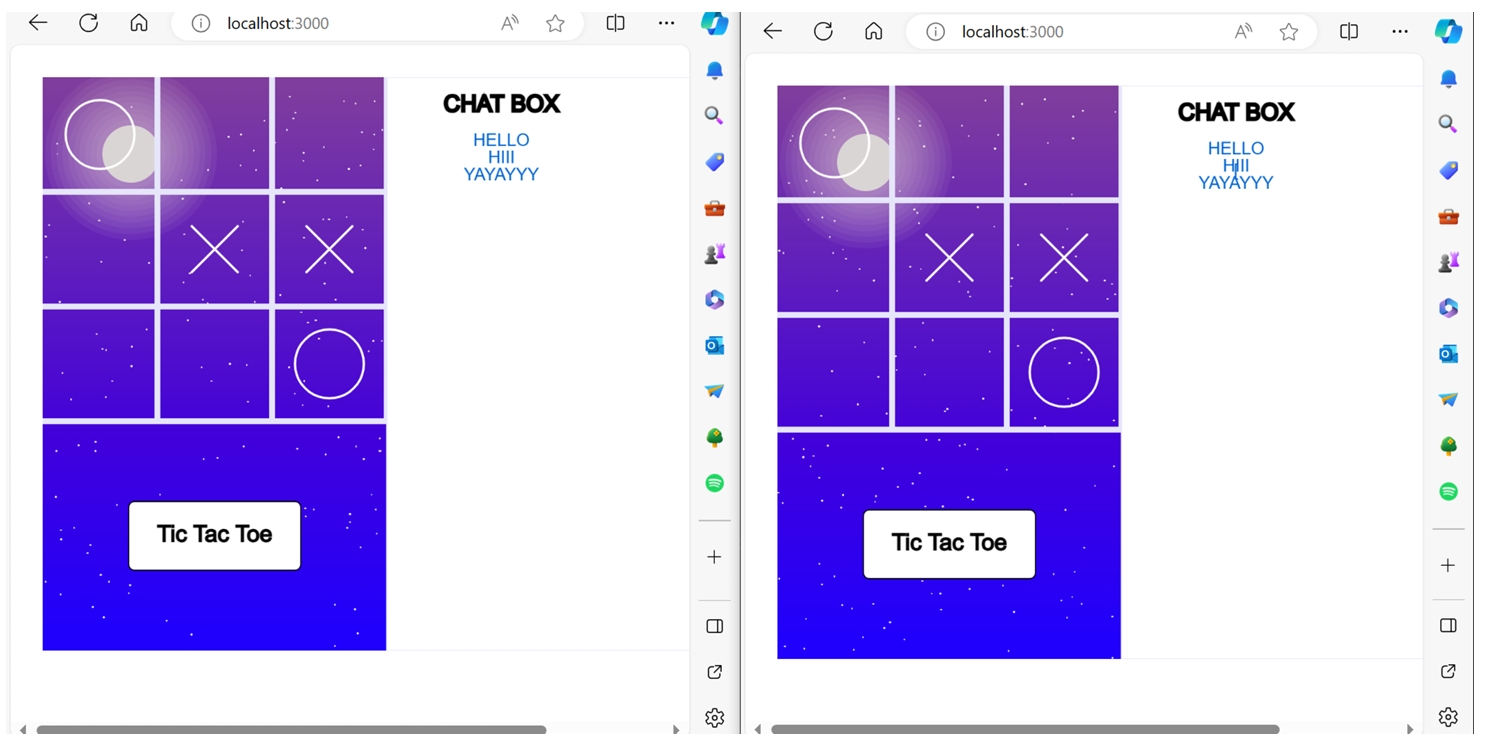 localhost:3000
CHAT BOX
HELLO
HIII
YAYAYYY
Tic Tac Toe
localhost:3000
CHAT BOX
HELLO
HIII
YAYAYYY
Tic Tac Toe